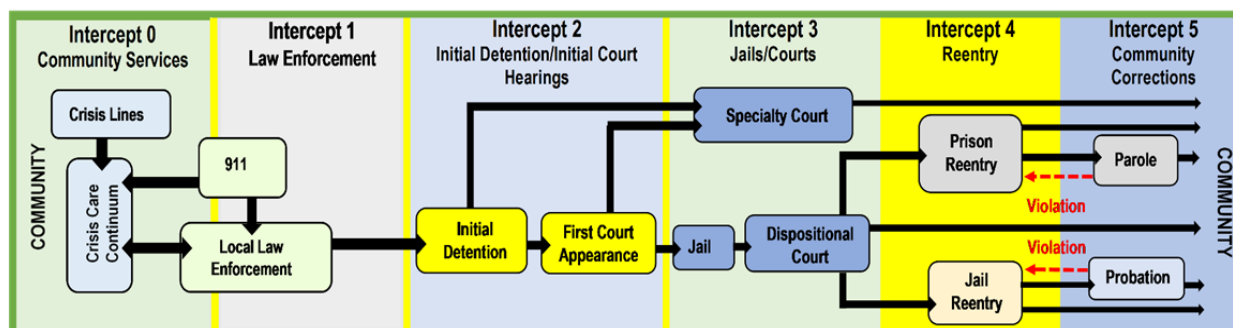 Intercept 0
Community Services
Intercept 1
Law Enforcement
Intercept 2
Initial Detention/Initial Court
Hearings
Intercept 3
Jails/Courts
Intercept 4
Reentry
Intercept 5
Community
Corrections
COMMUNITY
Crisis Lines
Crisis Care
Continuum
911
Local Law
Enforcement
Initial
Detention
First Court
Appearance
Specialty Court
Jail
Dispositional
Court
Prison
Reentry
Parole
Violation
Violation
Jail
Reentry
Probation
COMMUNITY